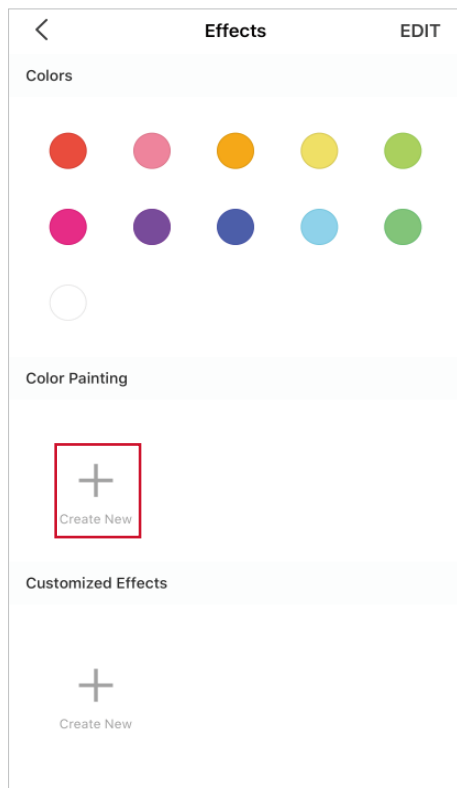 Effects EDIT
Colors
Color Painting
Create New
Customized Effects
Create New